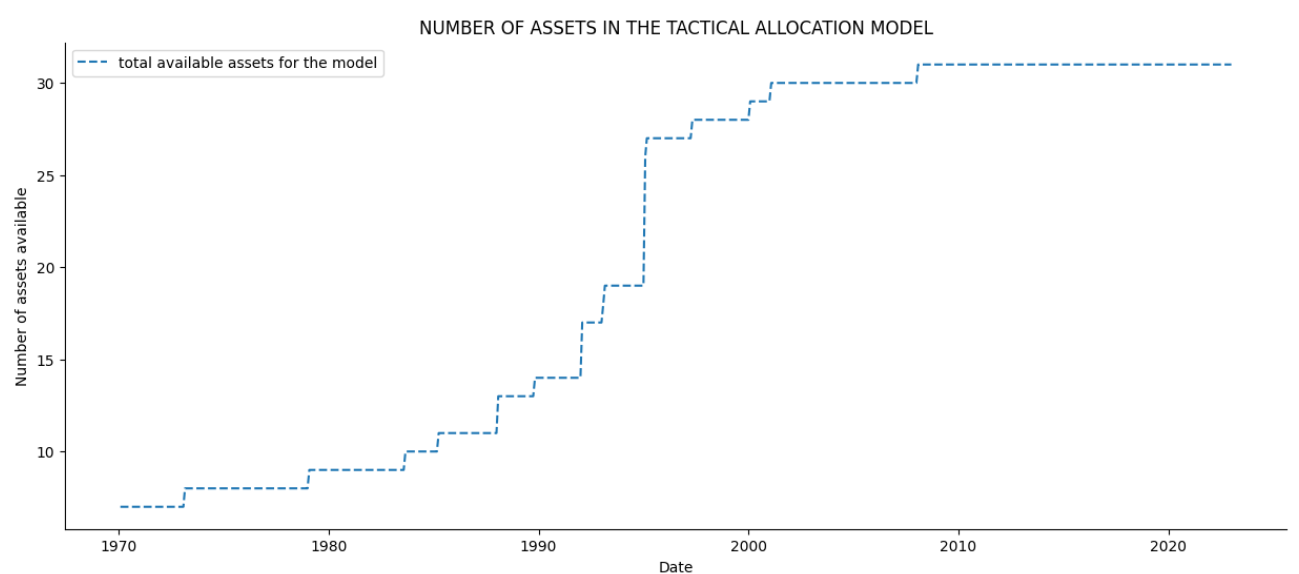 NUMBER OF ASSETS IN THE TACTICAL ALLOCATION MODEL
total available assets for the model
Number of assets available
30
25
20
15
10
1970 1980 1990 2000 2010 2020
Date